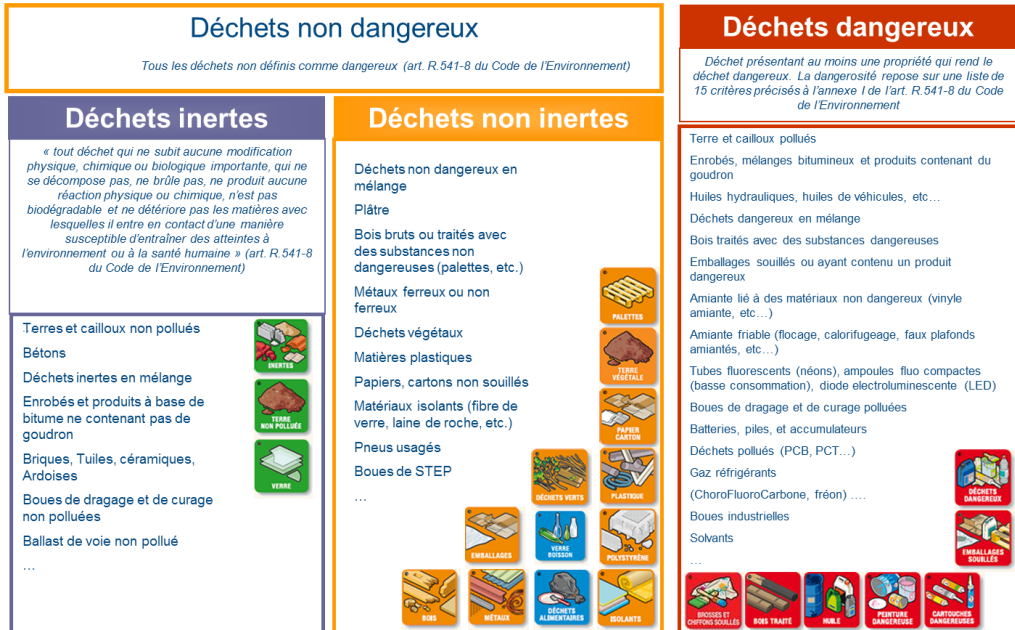 Déchets non dangereux
Tous les déchets non définis comme dangereux (art. R.541-8 du Code de l'Environnement)
Déchets inertes
« tout déchet qui ne subit aucune modification
physique, chimique ou biologique importante, qui ne
se décompose pas, ne brûle pas, ne produit aucune
réaction physique ou chimique, n'est pas
biodégradable et ne détériore pas les matières avec
lesquelles il entre en contact d'une manière
susceptible d'entraîner des atteintes à
l'environnement ou à la santé humaine » (art. R.541-8
du Code de l'Environnement)
Terres et cailloux non pollués
Bétons
Déchets inertes en mélange
Enrobés et produits à base de
bitume ne contenant pas de
goudron
Briques, Tuiles, céramiques,
Ardoises
Boues de dragage et de curage
non polluées
Ballast de voie non pollué
…
INERTES
TERRE
NON POLLUÉE
VERRE
Déchets non inertes
Déchets non dangereux en
mélange
Plâtre
Bois bruts ou traités avec
des substances non
dangereuses (palettes, etc.)
Métaux ferreux ou non
ferreux
Déchets végétaux
Matières plastiques
Papiers, cartons non souillés
Matériaux isolants (fibre de
verre, laine de roche, etc.)
Pneus usagés
Boues de STEP
…
PALETTES
TERRE
VÉGÉTALE
PAPIER
CARTON
DÉCHETS VERTS
PLASTIQUE
EMBALLAGES
VERRE
BOISSON
POLYSTYRÈNE
BOIS
MÉTAUX
DÉCHETS
ALIMENTAIRES
ISOLANTS
Déchets dangereux
Déchet présentant au moins une propriété qui rend le
déchet dangereux. La dangerosité repose sur une liste de
15 critères précisés à l'annexe I de l'art. R.541-8 du Code
de l'Environnement
Terre et cailloux pollués
Enrobés, mélanges bitumineux et produits contenant du
goudron
Huiles hydrauliques, huiles de véhicules, etc…
Déchets dangereux en mélange
Bois traités avec des substances dangereuses
Emballages souillés ou ayant contenu un produit
dangereux
Amiante lié à des matériaux non dangereux (vinyle
amiante, etc…)
Amiante friable (flocage, calorifugeage, faux plafonds
amiantés, etc…)
Tubes fluorescents (néons), ampoules fluo compactes
(basse consommation), diode electroluminescente (LED)
Boues de dragage et de curage polluées
Batteries, piles, et accumulateurs
Déchets pollués (PCB, PCT…)
Gaz réfrigérants
(ChoroFluoroCarbone, fréon) ….
Boues industrielles
Solvants
…
DÉCHETS
DANGEREUX
EMBALLAGES
SOUILLÉS
BROSSES ET
CHIFFONS SOUILLÉS
BOIS TRAITÉ
HUILE
PEINTURE
DANGEREUSE
CARTOUCHES
DANGEREUSES